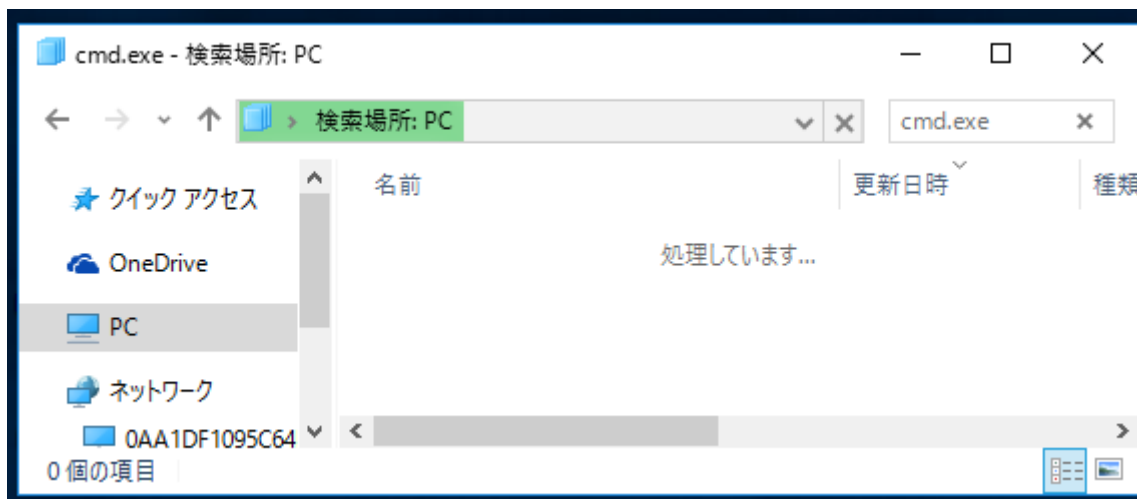 cmd.exe - 検索場所: PC
検索場所: PC
cmd.exe
名前
更新日時
種類
クイック アクセス
処理しています...
OneDrive
PC
ネットワーク
0AA1DF1095C64
0 個の項目